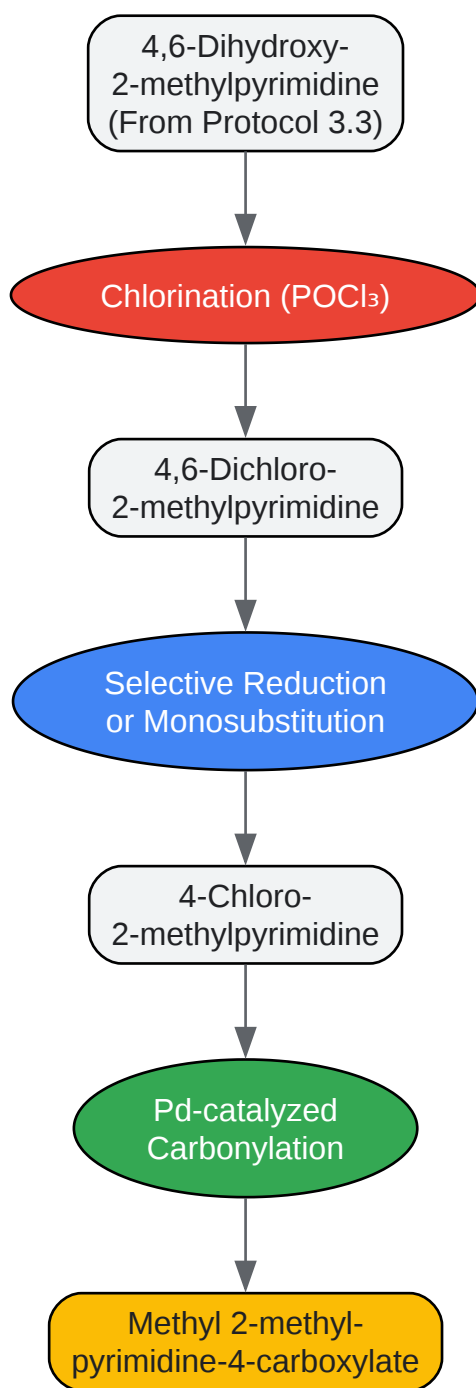 4,6-Dihydroxy-
2-methylpyrimidine
(From Protocol 3.3)
Chlorination (POCl₃)
4,6-Dichloro-
2-methylpyrimidine
Selective Reduction
or Monosubstitution
4-Chloro-
2-methylpyrimidine
Pd-catalyzed
Carbonylation
Methyl 2-methyl-
pyrimidine-4-carboxylate